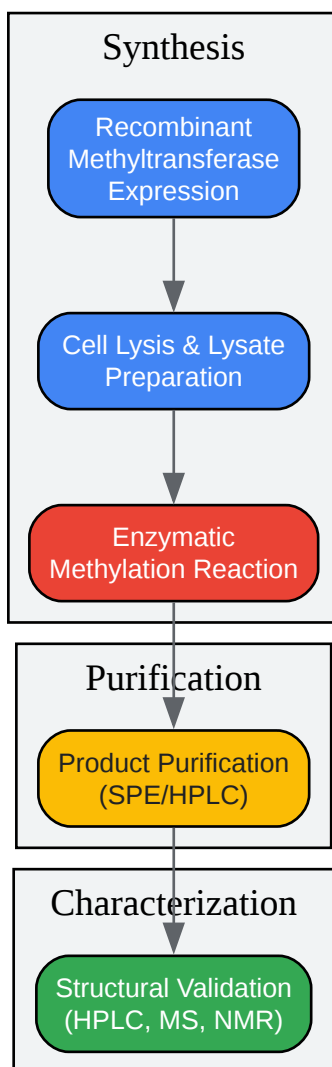 Synthesis
Recombinant
Methyltransferase
Expression
Cell Lysis & Lysate
Preparation
Enzymatic
Methylation Reaction
Purification
Product Purification
(SPE/HPLC)
Characterization
Structural Validation
(HPLC, MS, NMR)